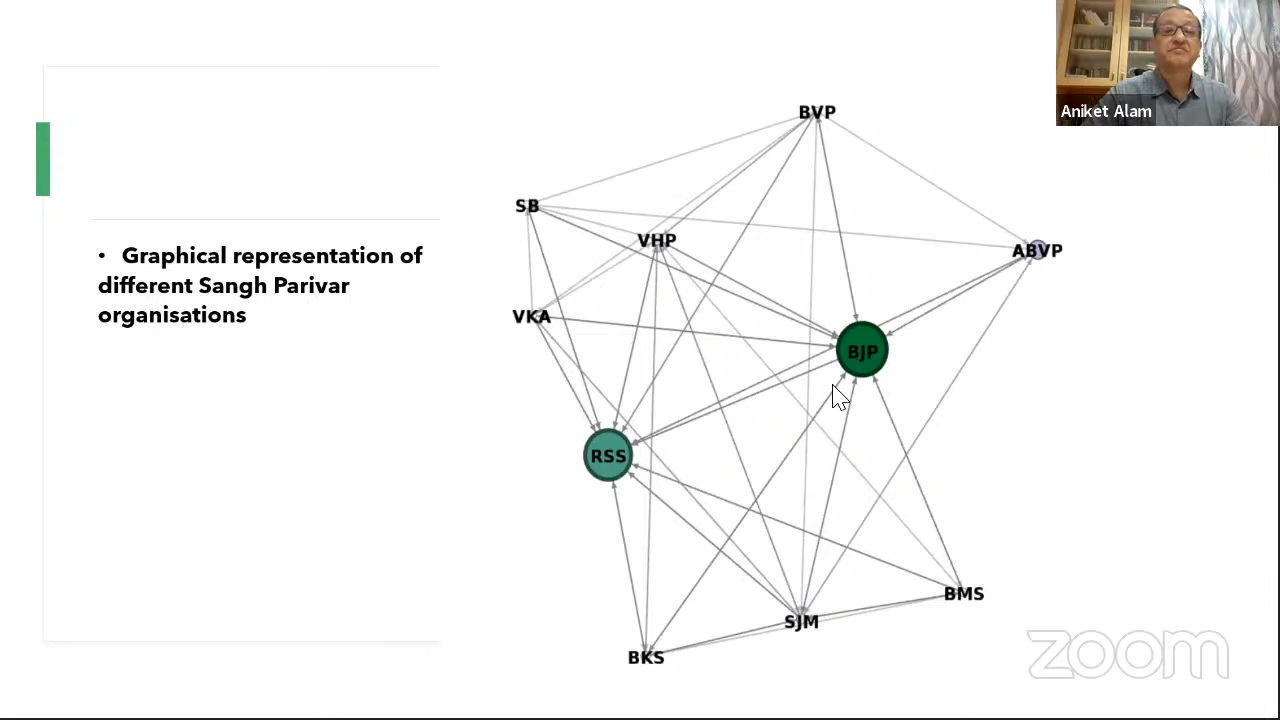 Aniket Alam
• Graphical representation of
different Sangh Parivar
organisations
BVP
SB
VHP
ABVP
VKA
BJP
RSS
BMS
SJM
BKS
zoom